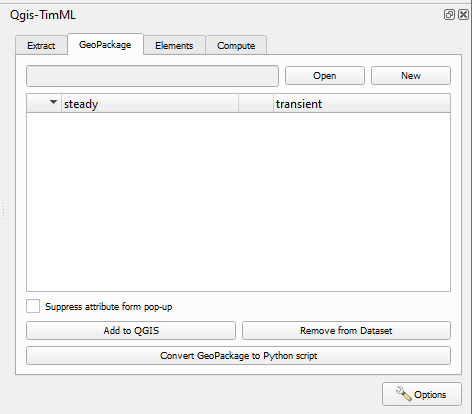 Qgis-TimML
Extract GeoPackage Elements Compute
Open New
steady transient
Suppress attribute form pop-up
Add to QGIS Remove from Dataset
Convert GeoPackage to Python script
Options